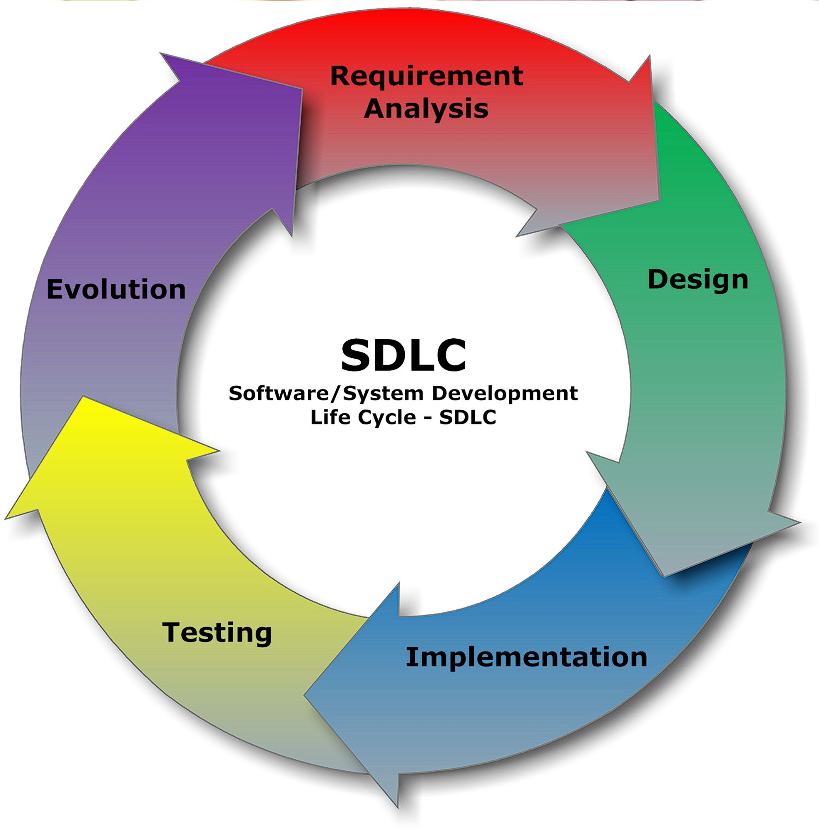 Requirement
Analysis
Design
Evolution
SDLC
Software/System Development
Life Cycle - SDLC
Testing
Implementation